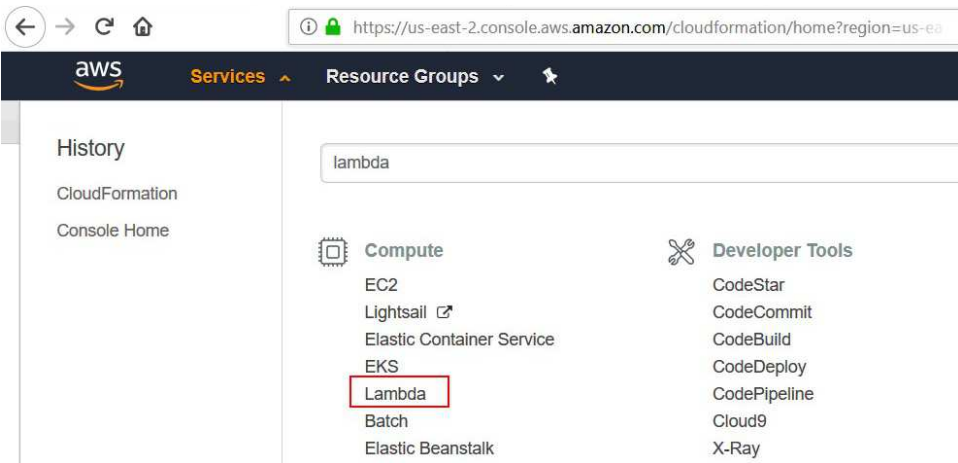 https://us-east-2.console.aws.amazon.com/cloudformation/home?region=us-ea
aws Services Resource Groups
History
CloudFormation
Console Home
lambda
Compute
EC2
Lightsail
Elastic Container Service
EKS
Lambda
Batch
Elastic Beanstalk
Developer Tools
CodeStar
CodeCommit
CodeBuild
CodeDeploy
CodePipeline
Cloud9
X-Ray